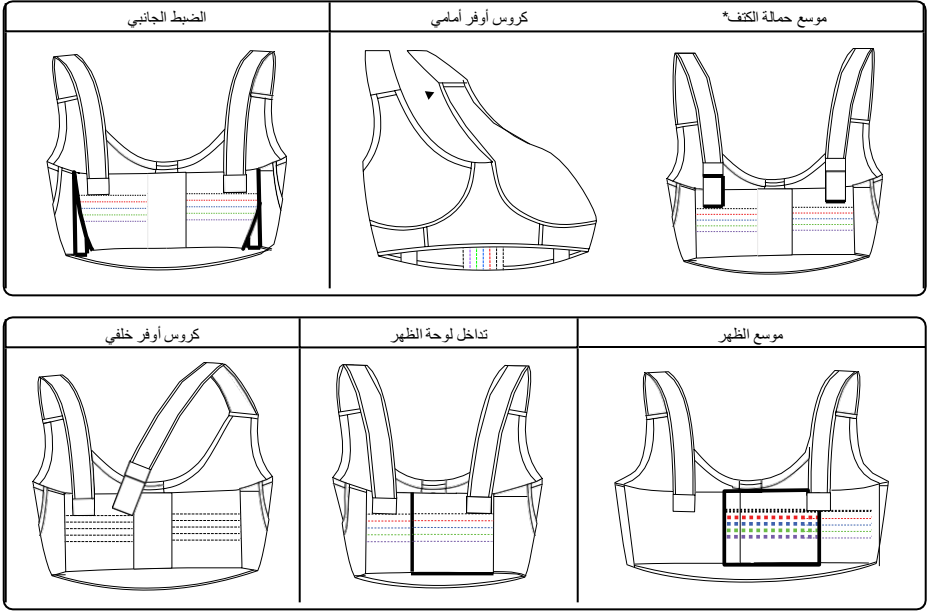 موسع حمالة الكتف*
كروس أوفر أمامي
الضبط الجانبي
موسع الظهر
تداخل لوحة الظهر
كروس أوفر خلفي